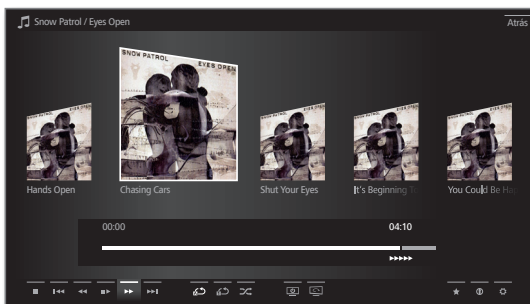 Snow Patrol / Eyes Open
Atrás
SNOW PATROL
EYES OPEN
Hands Open
Chasing Cars
Shut Your Eyes
It's Beginning
You Could Be
00:00
04:10